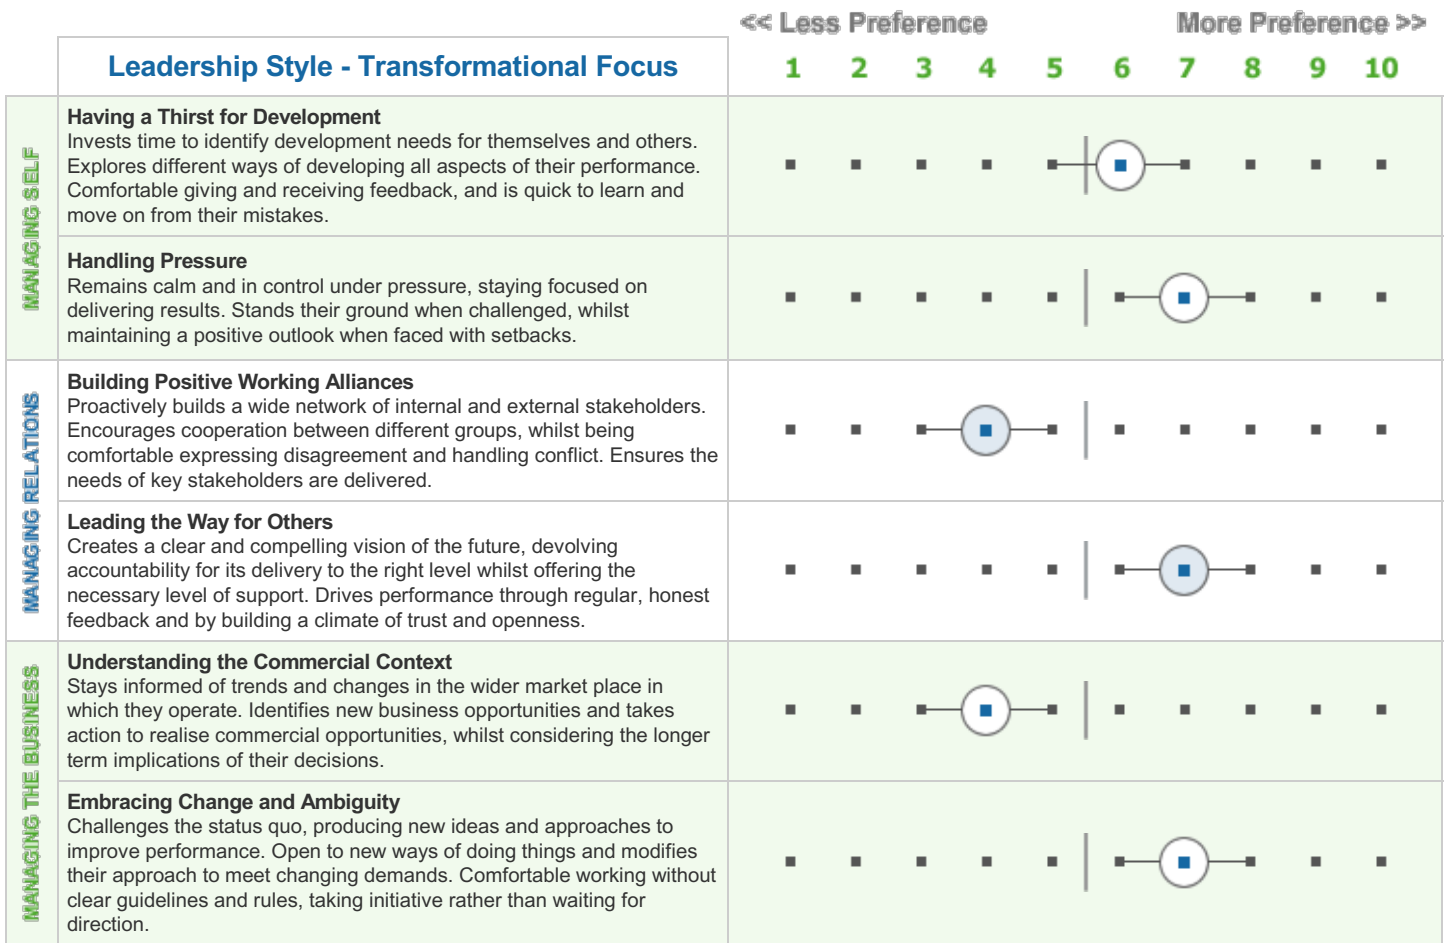 << Less Preference More Preference >>
Leadership Style - Transformational Focus 1 2 3 4 5 6 7 8 9 10
MANAGING SELF
Having a Thirst for Development
Invests time to identify development needs for themselves and others.
Explores different ways of developing all aspects of their performance.
Comfortable giving and receiving feedback, and is quick to learn and
move on from their mistakes.
Handling Pressure
Remains calm and in control under pressure, staying focused on
delivering results. Stands their ground when challenged, whilst
maintaining a positive outlook when faced with setbacks.
MANAGING RELATIONS
Building Positive Working Alliances
Proactively builds a wide network of internal and external stakeholders.
Encourages cooperation between different groups, whilst being
comfortable expressing disagreement and handling conflict. Ensures the
needs of key stakeholders are delivered.
Leading the Way for Others
Creates a clear and compelling vision of the future, devolving
accountability for its delivery to the right level whilst offering the
necessary level of support. Drives performance through regular, honest
feedback and by building a climate of trust and openness.
MANAGING THE BUSINESS
Understanding the Commercial Context
Stays informed of trends and changes in the wider market place in
which they operate. Identifies new business opportunities and takes
action to realise commercial opportunities, whilst considering the longer
term implications of their decisions.
Embracing Change and Ambiguity
Challenges the status quo, producing new ideas and approaches to
improve performance. Open to new ways of doing things and modifies
their approach to meet changing demands. Comfortable working without
clear guidelines and rules, taking initiative rather than waiting for
direction.